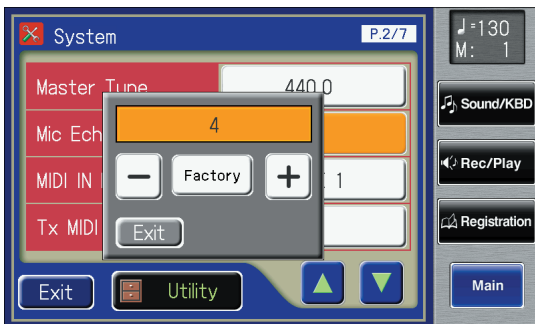 System
P.2/7
♩=130
M: 1
Master Tune
440.0
Mic Ech
4
MIDI IN
1
− Factory +
Tx MIDI
Exit
Exit
Utility
Sound/KBD
Rec/Play
Registration
Main